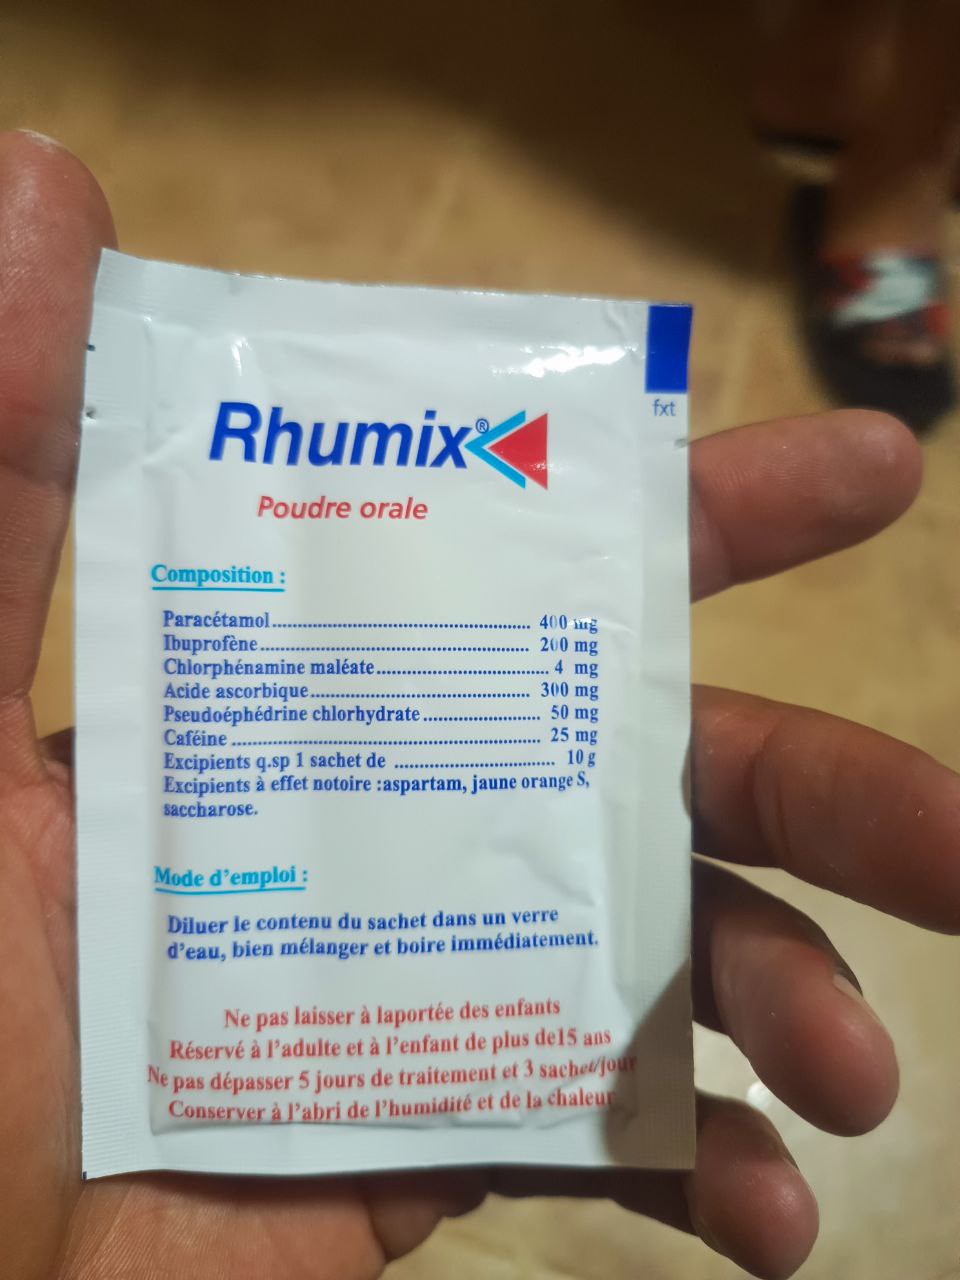 fxt
Rhumix®
Poudre orale
Composition :
Paracétamol.................................................... 400 mg
Ibuprofène...................................................... 200 mg
Chlorphénamine maléate................................... 4 mg
Acide ascorbique............................................ 300 mg
Pseudoéphédrine chlorhydrate........................ 50 mg
Caféine ............................................................ 25 mg
Excipients q.sp 1 sachet de ................................ 10 g
Excipients à effet notoire :aspartam, jaune orange S,
saccharose.
Mode d'emploi :
Diluer le contenu du sachet dans un verre
d'eau, bien mélanger et boire immédiatement.
Ne pas laisser à laportée des enfants
Réservé à l'adulte et à l'enfant de plus de15 ans
Ne pas dépasser 5 jours de traitement et 3 sachet/jour
Conserver à l'abri de l'humidité et de la chaleur